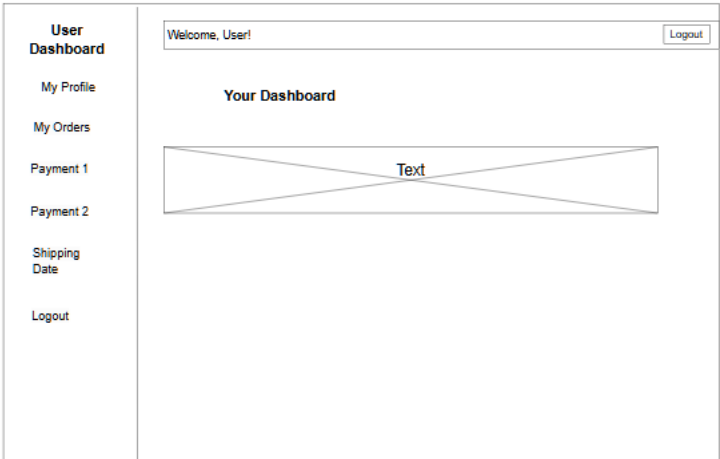 User
Dashboard
My Profile
My Orders
Payment 1
Payment 2
Shipping
Date
Logout
Welcome, User!
Logout
Your Dashboard
Text